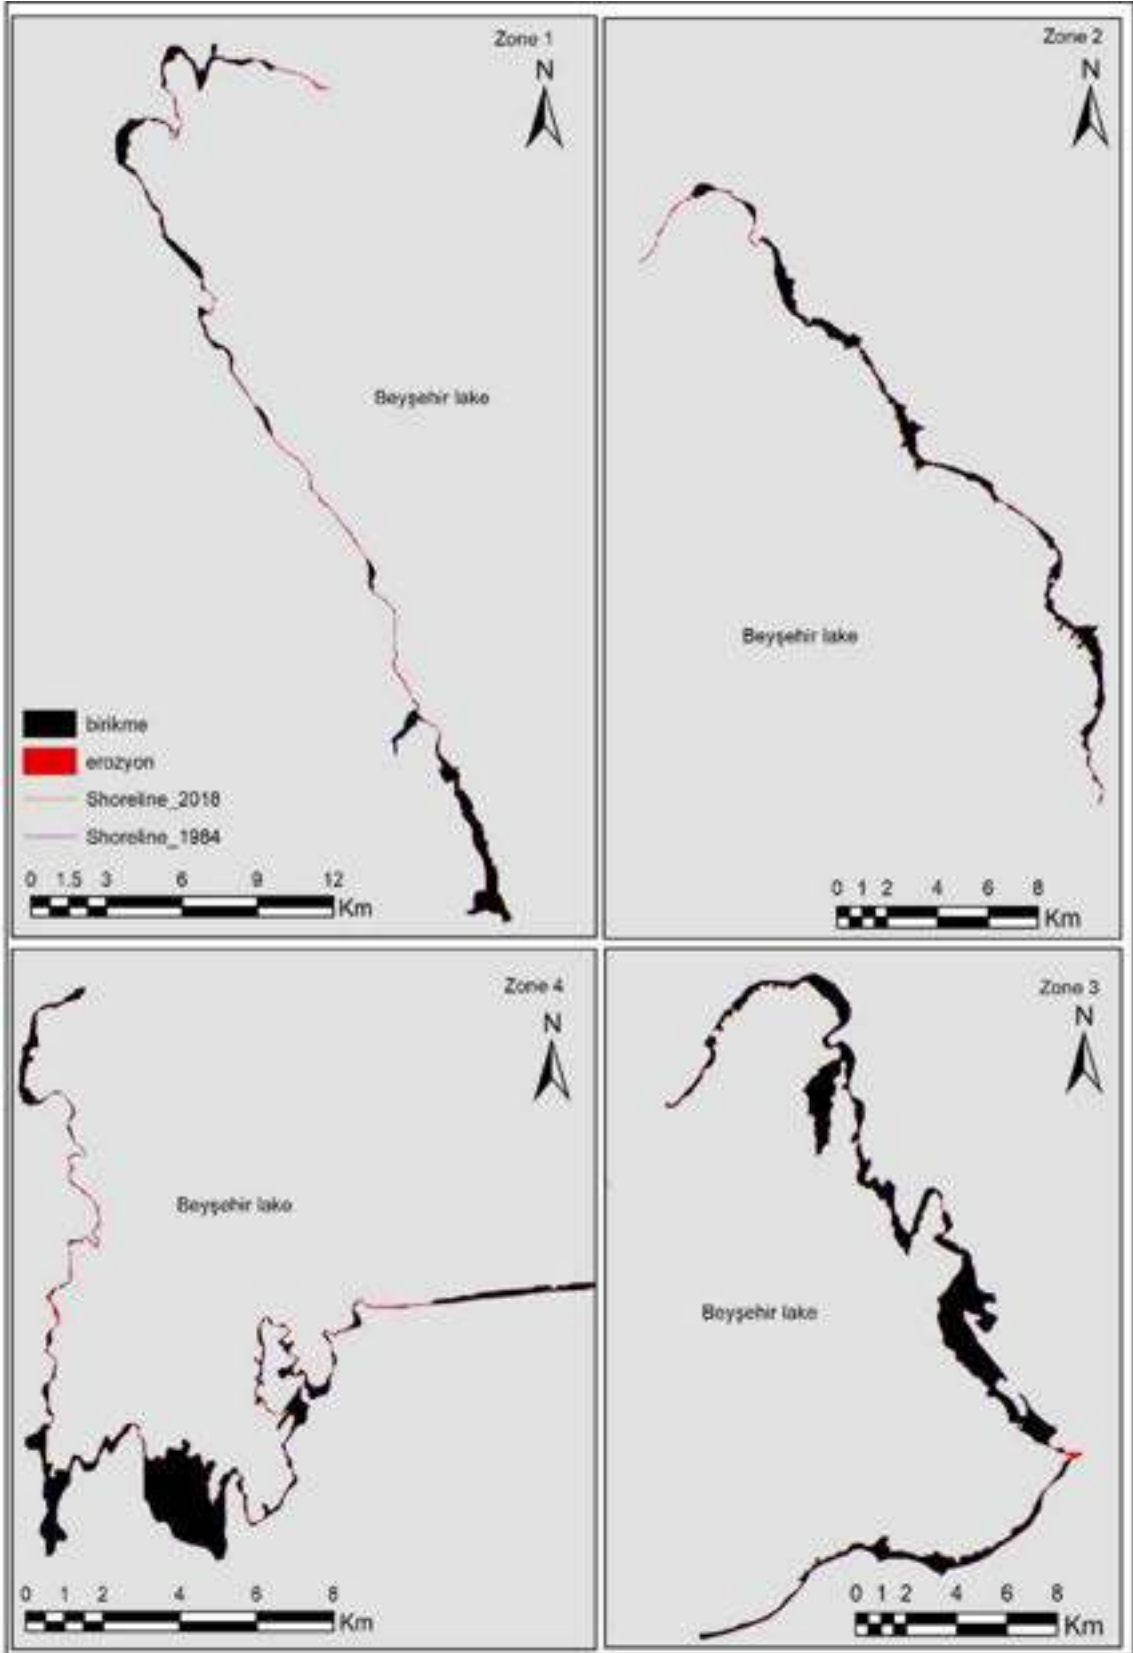 Zone 1
N
Beyşehir lake
birikme
erozyon
Shoreline_2018
Shoreline_1984
0 1.5 3 6 9 12
Km
Zone 2
N
Beyşehir lake
0 1 2 4 6 8
Km
Zone 4
N
Beyşehir lake
0 1 2 4 6 8
Km
Zone 3
N
Beyşehir lake
0 1 2 4 6 8
Km